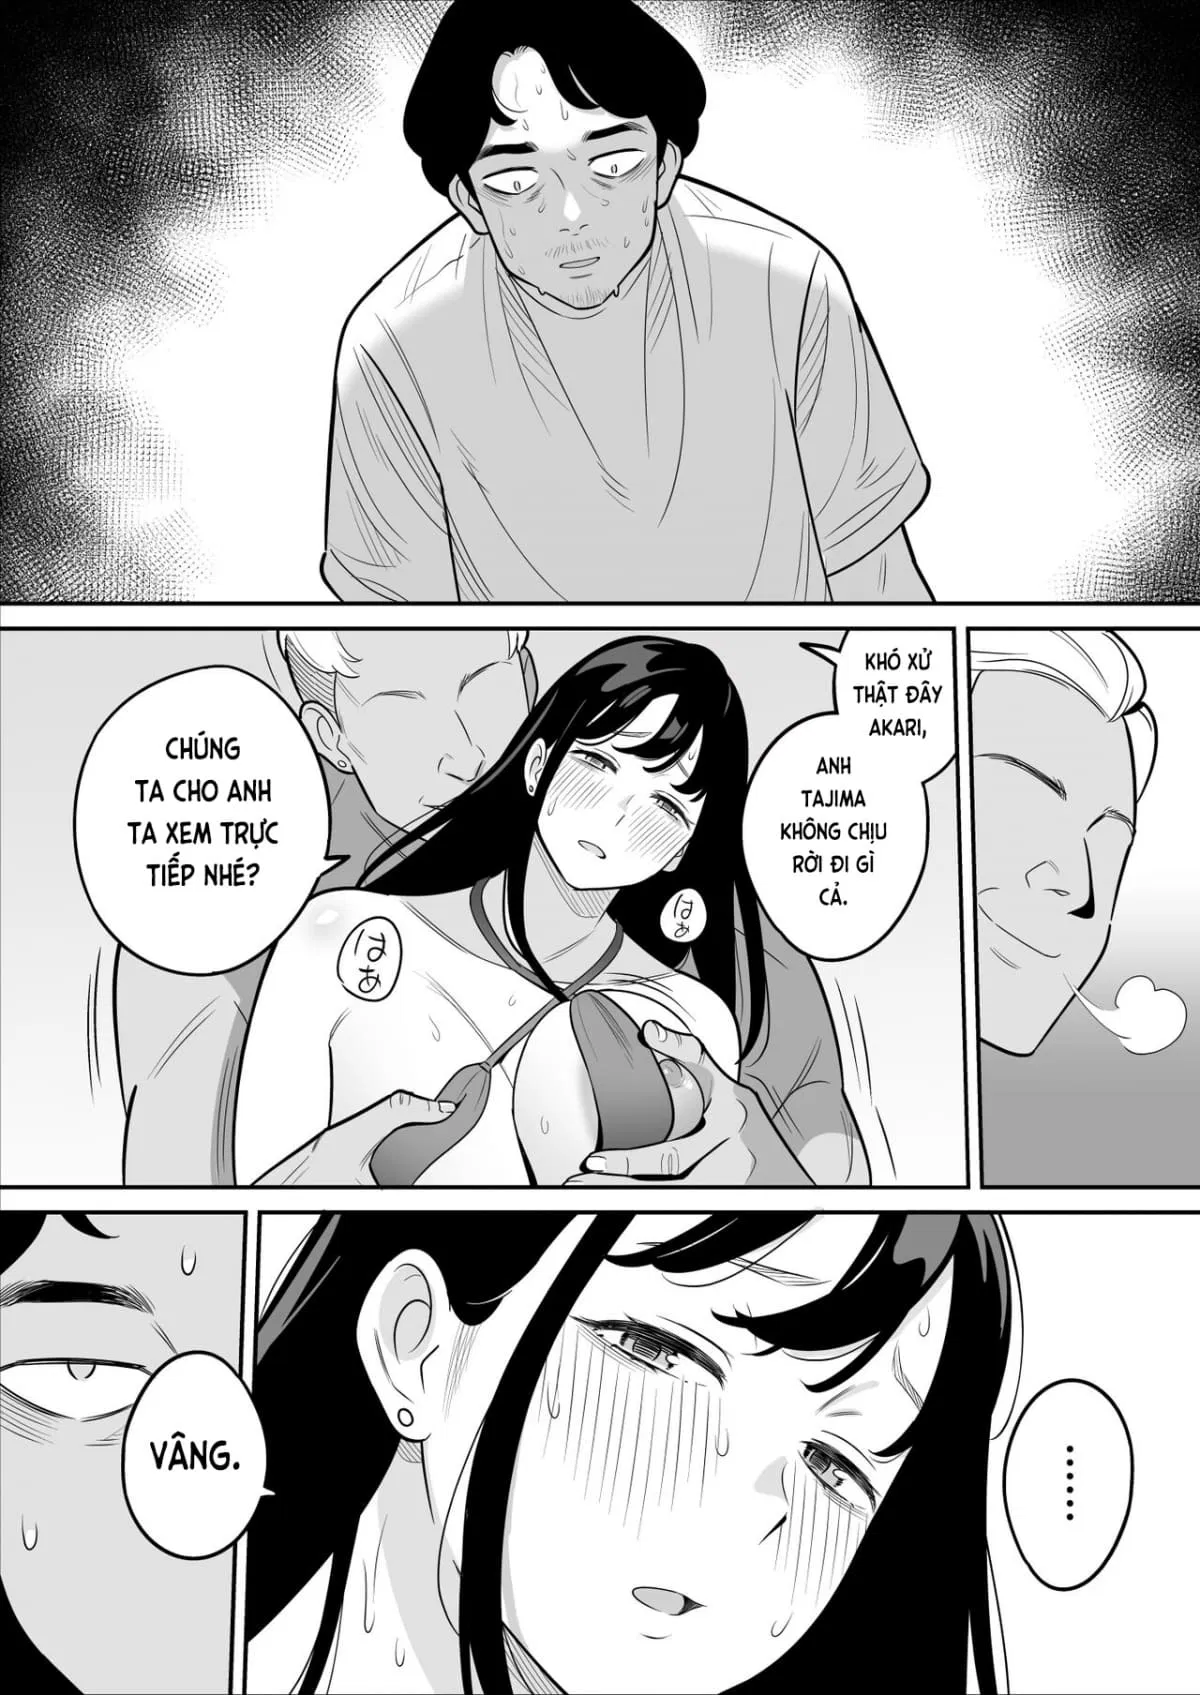 KHÓ XỬ
THẬT ĐÂY
AKARI,
ANH
TAJIMA
KHÔNG CHỊU
RỜI ĐI GÌ
CẢ.
はぁ
CHÚNG
TA CHO ANH
TA XEM TRỰC
TIẾP NHÉ?
はぁ
......
VÂNG.